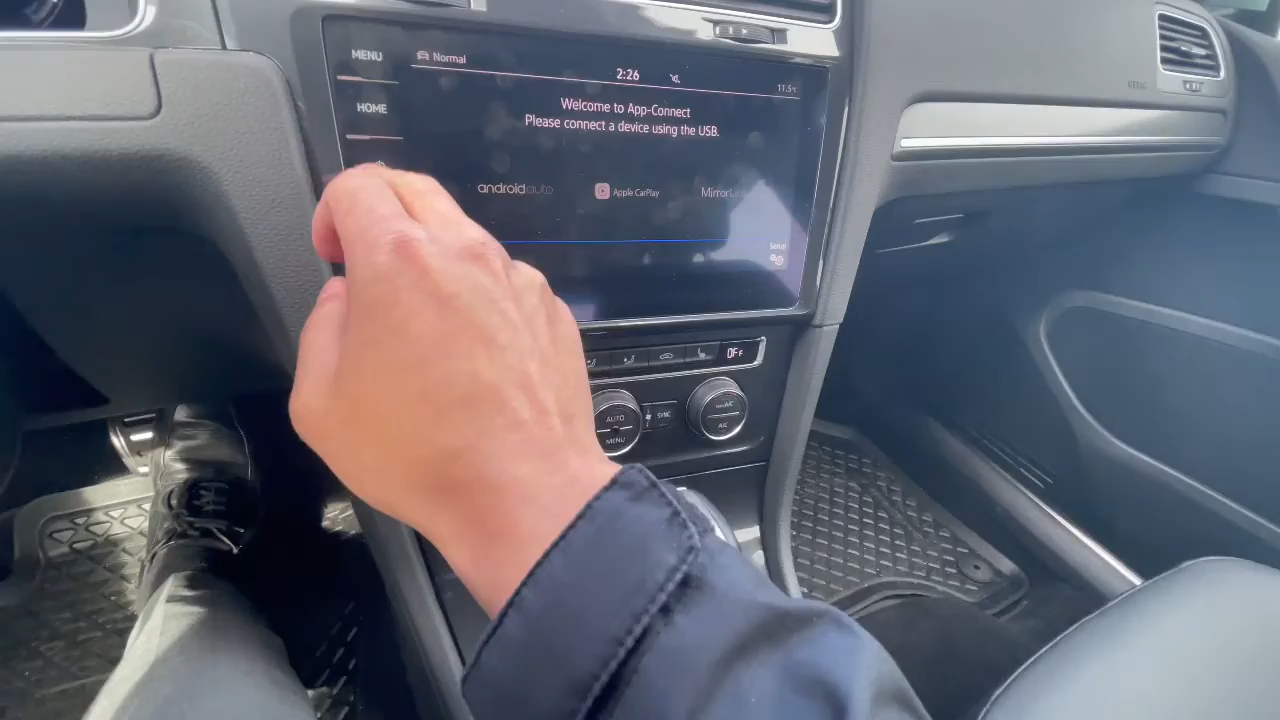 MENU
Normal
2:26
11.5°C
HOME
Welcome to App-Connect
Please connect a device using the USB.
androidauto
Apple CarPlay
MirrorLink
Setup
OFF
AUTO
MENU
SYNC
A/C
A/C